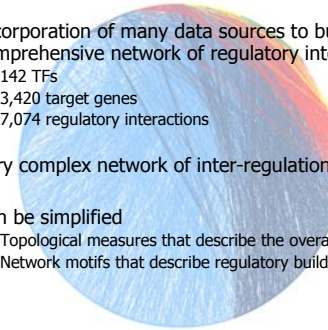 corporation of many data sources to bu
mprehensive network of regulatory inte
142 TFs
3,420 target genes
7,074 regulatory interactions
ry complex network of inter-regulation
n be simplified
Topological measures that describe the overa
Network motifs that describe regulatory build